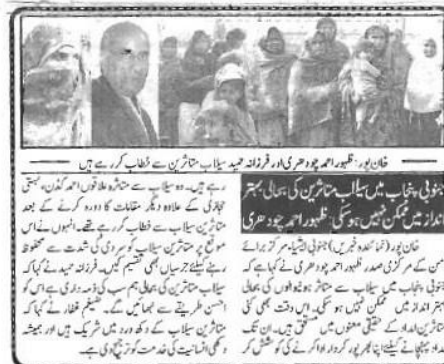 خان پور: ظہور احمد چودھری اور فرزانہ حمید سیلاب متاثرین سے خطاب کر رہے ہیں
جنوبی پنجاب میں سیلاب متاثرین کی بحالی بہتر
انداز میں ممکن نہیں ہو سکی: ظہور احمد چودھری
خان پور (نمائندہ خبریں) جنوبی ایشیاء مرکز برائے
من کے مرکزی صدر ظہور احمد چودھری نے کہا ہے کہ
جنوبی پنجاب میں سیلاب سے متاثر ہونیوالوں کی بحالی
بہتر انداز میں ممکن نہیں ہو سکی۔ اس وقت بھی کئی
متاثرین امداد کے حقیقی معنوں میں مستحق ہیں۔ ان تک
پہنچانے کیلئے اپنا بھرپور کردار ادا کرنے کی کوشش کر
رہے ہیں۔ وہ سیلاب سے متاثرہ علاقوں احمد کڈن، بستی
حجازی کے علاوہ دیگر مقامات کا دورہ کرنے کے بعد
متاثرین سیلاب سے خطاب کر رہے تھے۔ انہوں نے اس
موقع پر متاثرین سیلاب کو سردی کی شدت سے محفوظ
رہنے کیلئے جرسیاں بھی تقسیم کیں۔ فرزانہ حمید نے کہا کہ
سیلاب متاثرین کی بحالی ہم سب کی ذمہ داری ہے اس کو
احسن طریقے سے نبھائیں گے۔ ضیغم غفار نے کہا کہ
متاثرین سیلاب کے دکھ درد میں شریک ہیں اور ہمیشہ
دکھی انسانیت کی خدمت کو ترجیح دی ہے۔